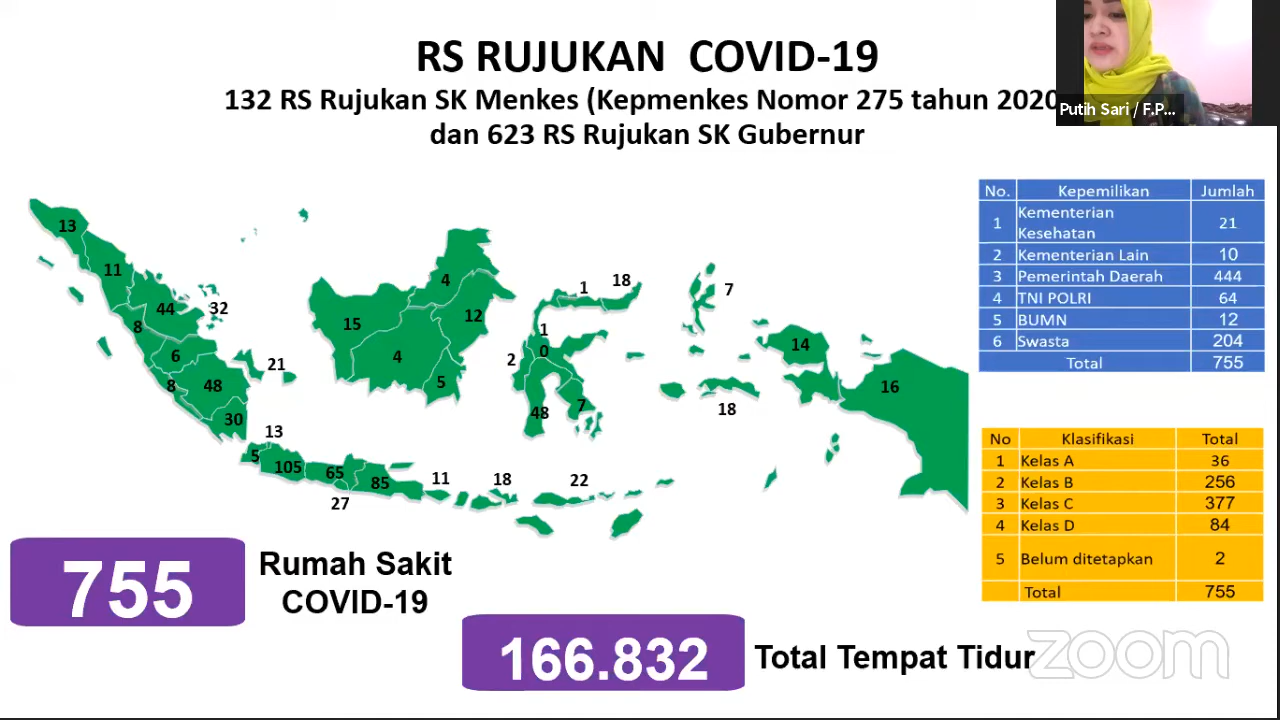 RS RUJUKAN COVID-19
132 RS Rujukan SK Menkes (Kepmenkes Nomor 275 tahun 2020
dan 623 RS Rujukan SK Gubernur
Putih Sari / F.P...
No. Kepemilikan Jumlah
1 Kementerian Kesehatan 21
2 Kementerian Lain 10
3 Pemerintah Daerah 444
4 TNI POLRI 64
5 BUMN 12
6 Swasta 204
Total 755
13
11
44
32
8
6
21
8
48
30
13
5
105
65
85
27
11
18
22
15
4
4
12
5
1
18
1
0
2
48
7
7
14
16
18
No Klasifikasi Total
1 Kelas A 36
2 Kelas B 256
3 Kelas C 377
4 Kelas D 84
5 Belum ditetapkan 2
Total 755
755
Rumah Sakit
COVID-19
166.832
Total Tempat Tidur
zoom